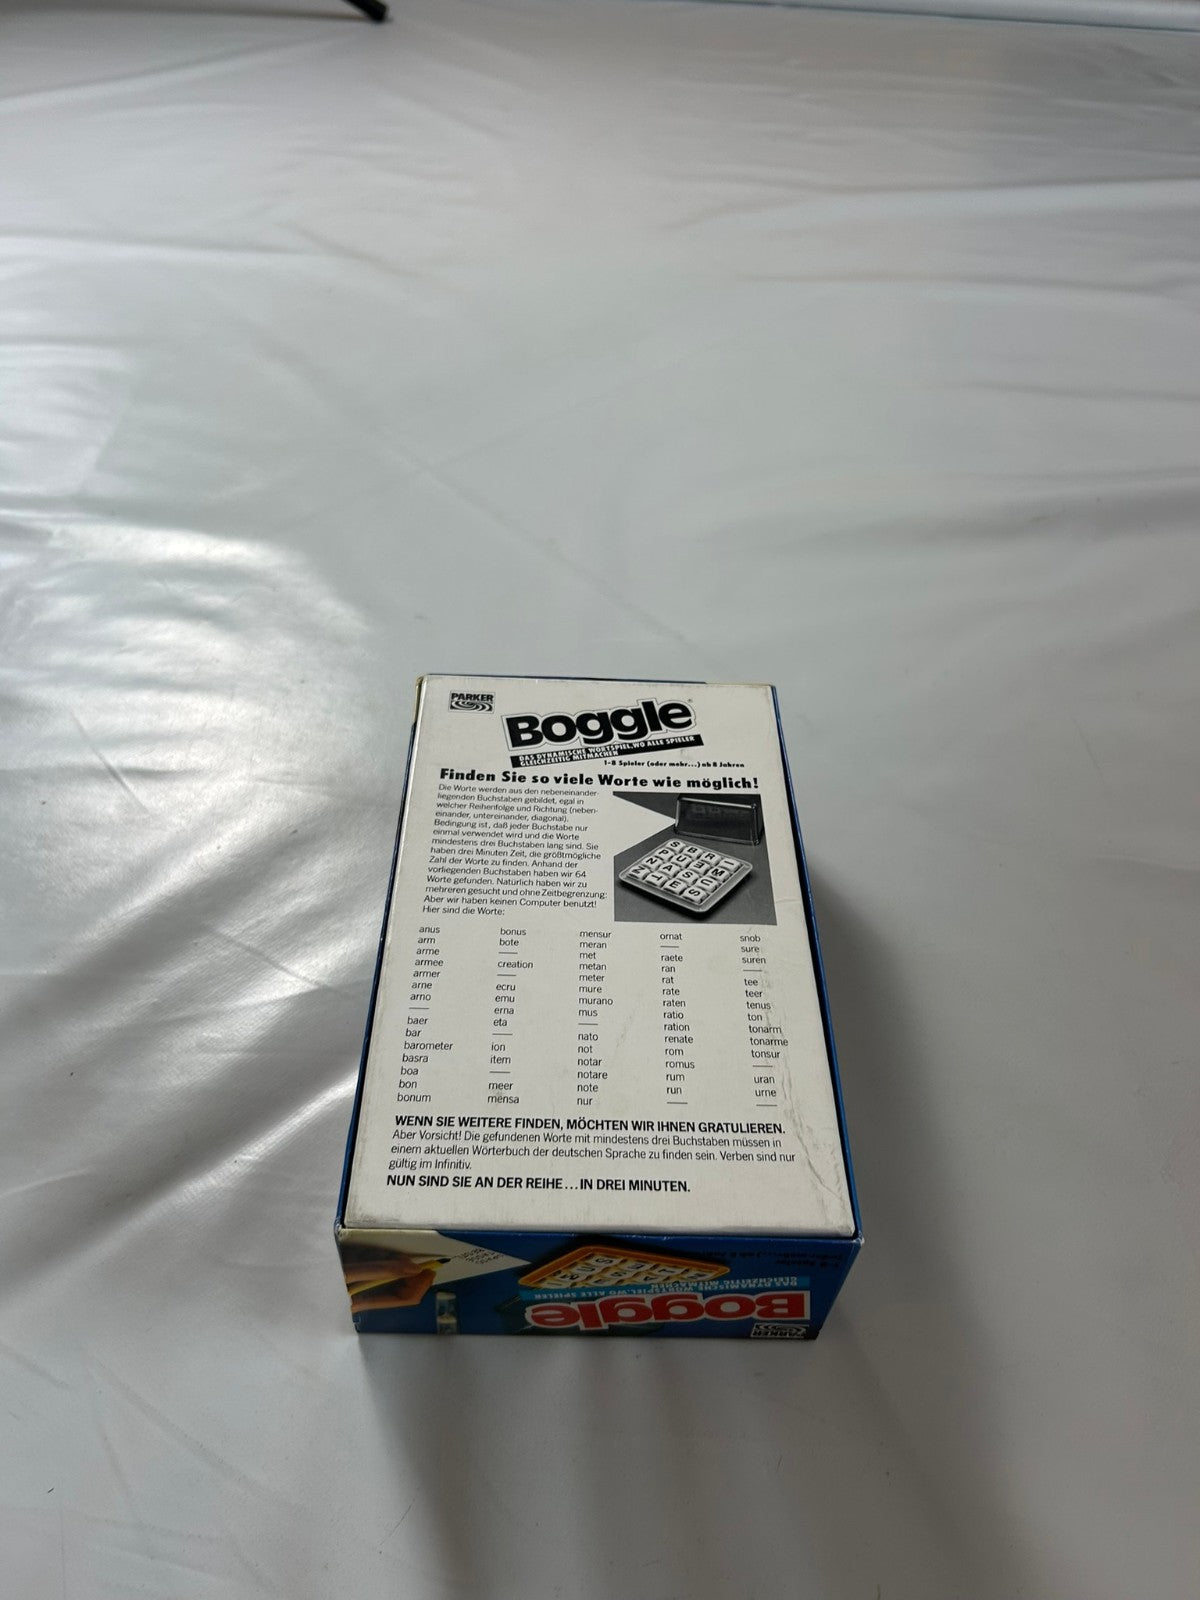 PARKER
Boggle
DAS DYNAMISCHE WORTSPIEL, WO ALLE SPIELER
GLEICHZEITIG MITMACHEN
1-8 Spieler (oder mehr...) ab 8 Jahren
Finden Sie so viele Worte wie möglich!
Die Worte werden aus den nebeneinander-
liegenden Buchstaben gebildet, egal in
welcher Reihenfolge und Richtung (neben-
einander, untereinander, diagonal).
Bedingung ist, daß jeder Buchstabe nur
einmal verwendet wird und die Worte
mindestens drei Buchstaben lang sind. Sie
haben drei Minuten Zeit, die größtmögliche
Zahl der Worte zu finden. Anhand der
vorliegenden Buchstaben haben wir 64
Worte gefunden. Natürlich haben wir zu
mehreren gesucht und ohne Zeitbegrenzung:
Aber wir haben keinen Computer benutzt!
Hier sind die Worte:
anus
arm
arme
armee
armer
arne
arno
baer
bar
barometer
basra
boa
bon
bonum
bonus
bote
creation
ecru
emu
erna
eta
ion
item
meer
mensa
mensur
meran
met
metan
meter
mure
murano
mus
nato
not
notar
notare
note
nur
ornat
raete
ran
rat
rate
raten
ratio
ration
renate
rom
romus
rum
run
snob
sure
suren
tee
teer
tenus
ton
tonarm
tonarme
tonsur
uran
urne
WENN SIE WEITERE FINDEN, MÖCHTEN WIR IHNEN GRATULIEREN.
Aber Vorsicht! Die gefundenen Worte mit mindestens drei Buchstaben müssen in
einem aktuellen Wörterbuch der deutschen Sprache zu finden sein. Verben sind nur
gültig im Infinitiv.
NUN SIND SIE AN DER REIHE...IN DREI MINUTEN.
PARKER
Boggle
DAS DYNAMISCHE WORTSPIEL, WO ALLE SPIELER
GLEICHZEITIG MITMACHEN